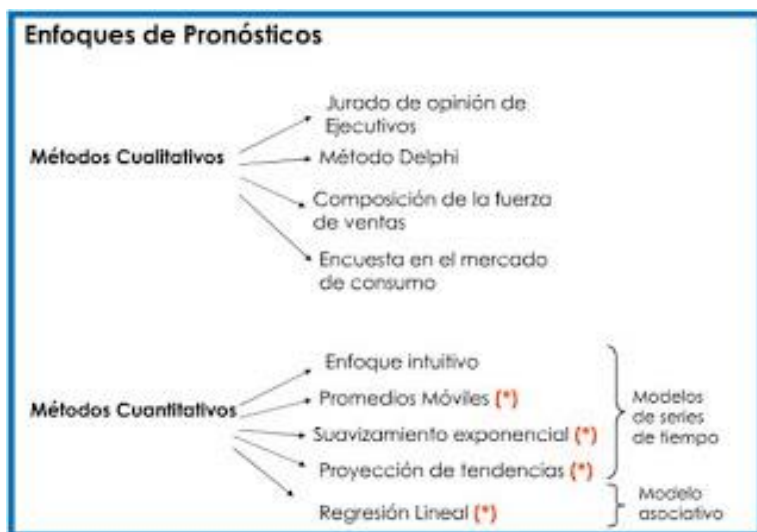 Enfoques de Pronósticos
Jurado de opinión de
Ejecutivos
Métodos Cualitativos
Método Delphi
Composición de la fuerza
de ventas
Encuesta en el mercado
de consumo
Enfoque intuitivo
Métodos Cuantitativos
Promedios Móviles (*)
Suavizamiento exponencial (*)
Proyección de tendencias (*)
Modelos
de series
de tiempo
Regresión Lineal (*)
Modelo
asociativo